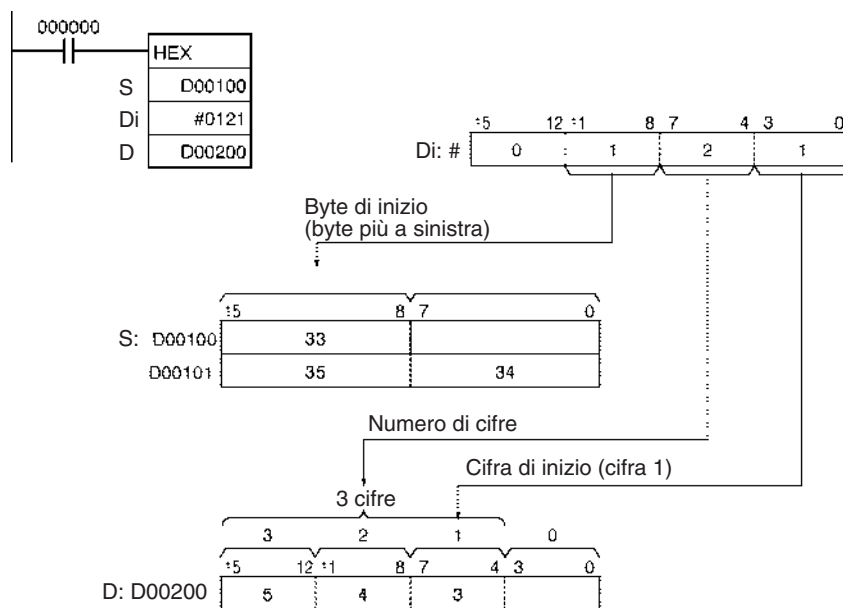 000000
HEX
S D00100
Di #0121
D D00200
15 12 11 8 7 4 3 0
Di: # 0 1 2 1
Byte di inizio
(byte più a sinistra)
15 8 7 0
S: D00100 33
D00101 35 34
Numero di cifre
Cifra di inizio (cifra 1)
3 cifre
3 2 1 0
15 12 11 8 7 4 3 0
D: D00200 5 4 3